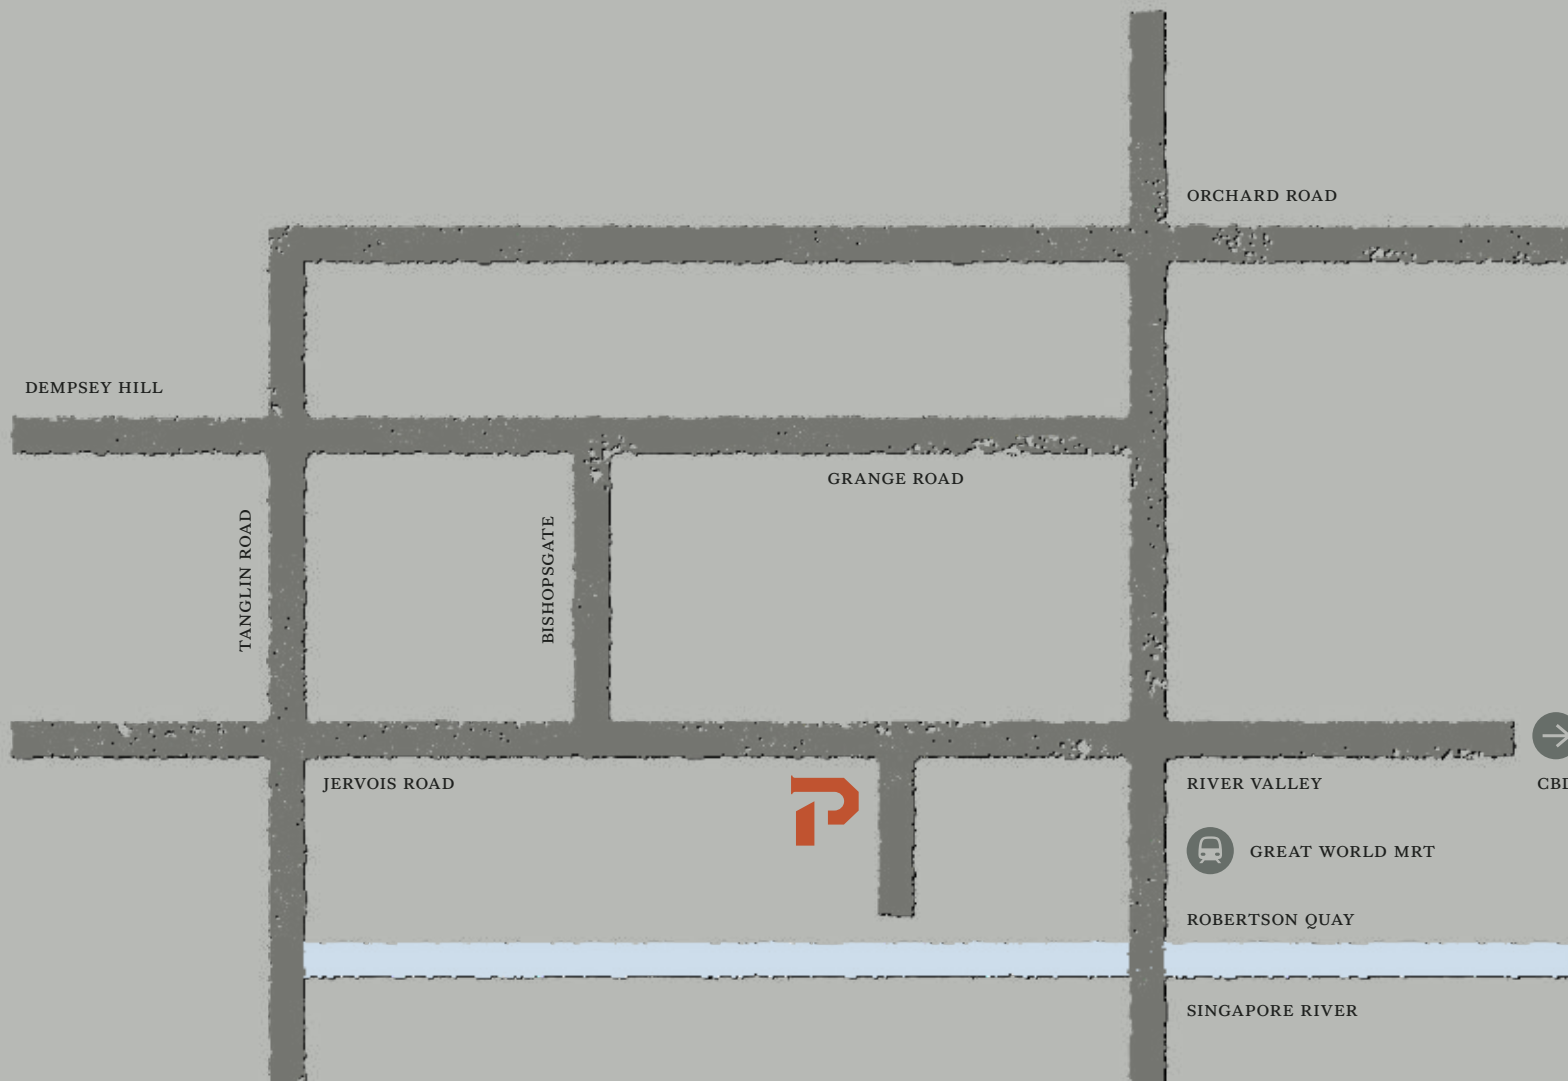 ORCHARD ROAD
DEMPSEY HILL
GRANGE ROAD
TANGLIN ROAD
BISHOPSGATE
JERVOIS ROAD
P
RIVER VALLEY
CBD
GREAT WORLD MRT
ROBERTSON QUAY
SINGAPORE RIVER